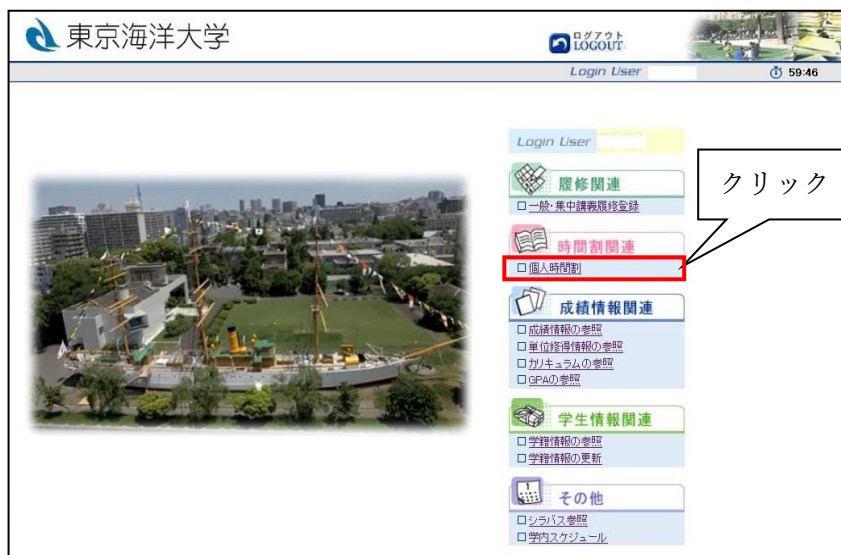 東京海洋大学
ログアウト
LOGOUT
Login User
59:46
Login User
履修関連
一般・集中講義履修登録
クリック
時間割関連
個人時間割
成績情報関連
成績情報の参照
単位修得情報の参照
カリキュラムの参照
GPAの参照
学生情報関連
学籍情報の参照
学籍情報の更新
1
その他
シラバス参照
学内スケジュール